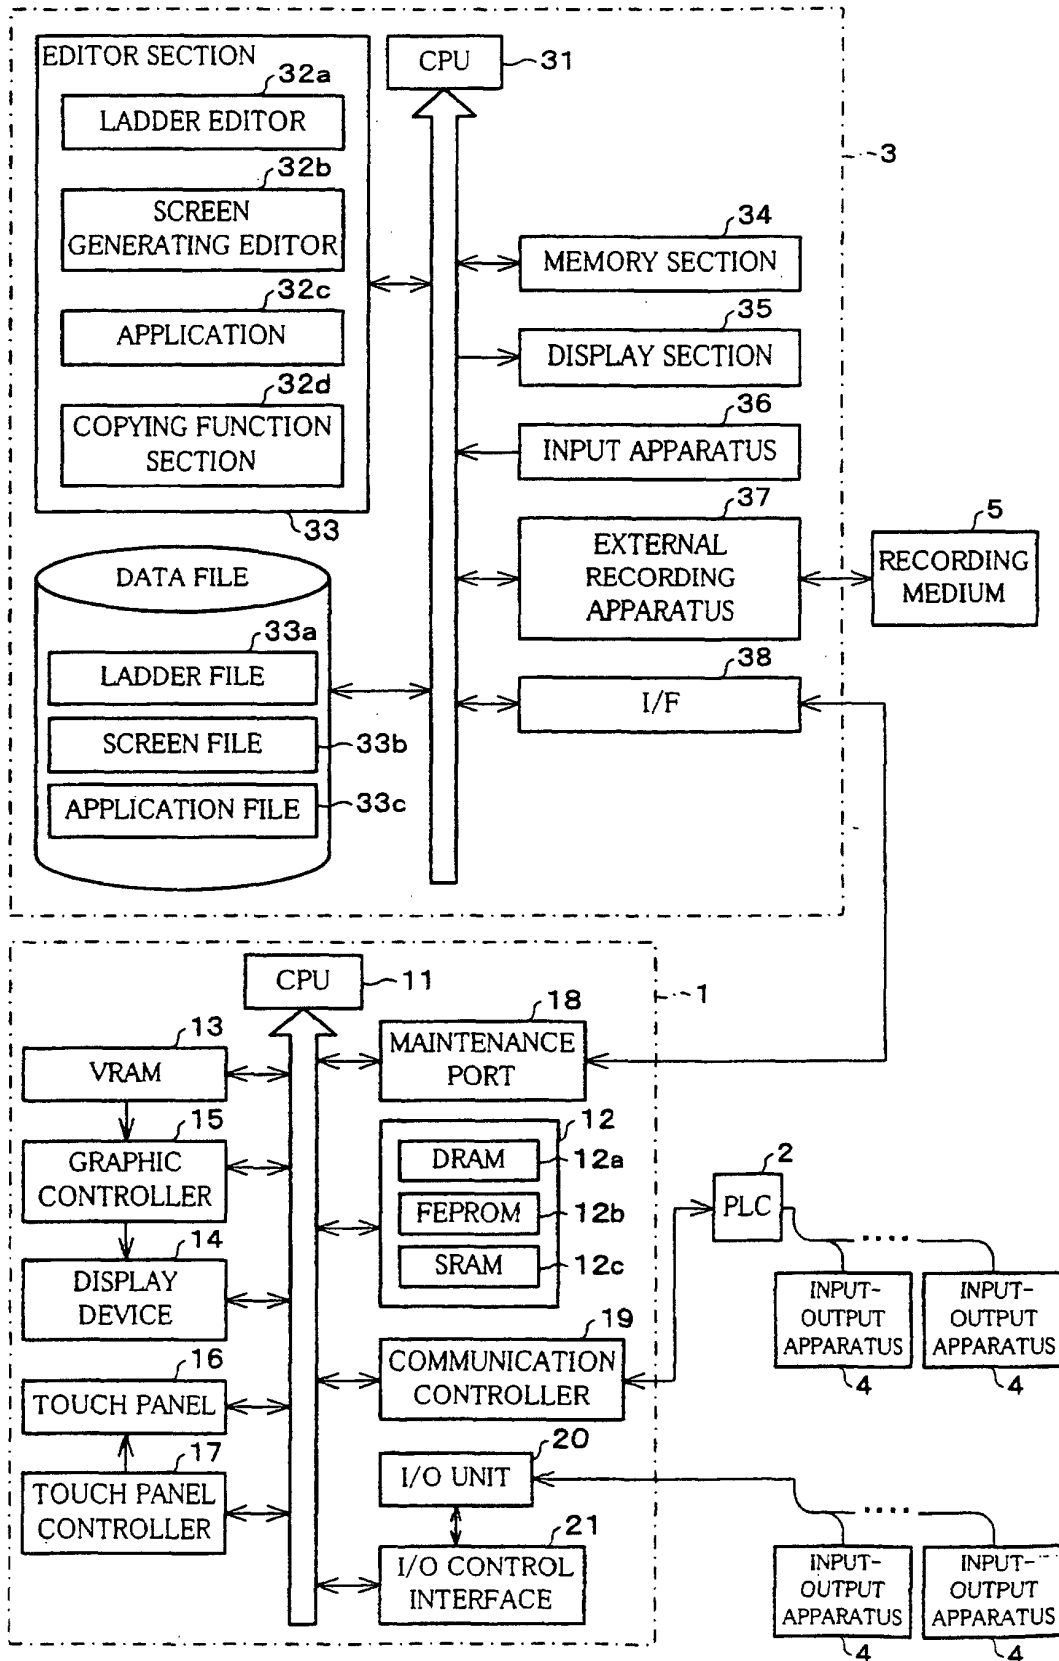 EDITOR SECTION
32a
LADDER EDITOR
32b
SCREEN
GENERATING EDITOR
32c
APPLICATION
32d
COPYING FUNCTION
SECTION
33
CPU
31
3
34
MEMORY SECTION
35
DISPLAY SECTION
36
INPUT APPARATUS
37
EXTERNAL
RECORDING
APPARATUS
5
RECORDING
MEDIUM
38
I/F
DATA FILE
33a
LADDER FILE
SCREEN FILE
33b
APPLICATION FILE
33c
CPU
11
1
13
VRAM
15
GRAPHIC
CONTROLLER
14
DISPLAY
DEVICE
16
TOUCH PANEL
17
TOUCH PANEL
CONTROLLER
18
MAINTENANCE
PORT
12
DRAM
12a
FEPROM
12b
SRAM
12c
19
COMMUNICATION
CONTROLLER
20
I/O UNIT
21
I/O CONTROL
INTERFACE
2
PLC
INPUT-
OUTPUT
APPARATUS
4
INPUT-
OUTPUT
APPARATUS
4
INPUT-
OUTPUT
APPARATUS
4
INPUT-
OUTPUT
APPARATUS
4